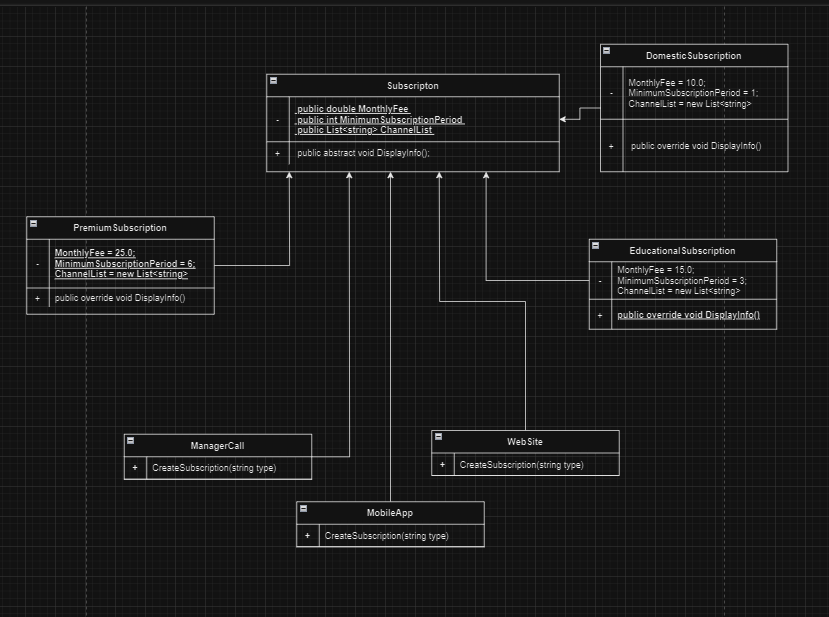 Subscripton
-
public double MonthlyFee
public int MinimumSubscriptionPeriod
public List<string> ChannelList
+
public abstract void DisplayInfo();
DomesticSubscription
-
MonthlyFee = 10.0;
MinimumSubscriptionPeriod = 1;
ChannelList = new List<string>
+
public override void DisplayInfo()
PremiumSubscription
-
MonthlyFee = 25.0;
MinimumSubscriptionPeriod = 6;
ChannelList = new List<string>
+
public override void DisplayInfo()
EducationalSubscription
-
MonthlyFee = 15.0;
MinimumSubscriptionPeriod = 3;
ChannelList = new List<string>
+
public override void DisplayInfo()
ManagerCall
+ CreateSubscription(string type)
WebSite
+ CreateSubscription(string type)
MobileApp
+ CreateSubscription(string type)